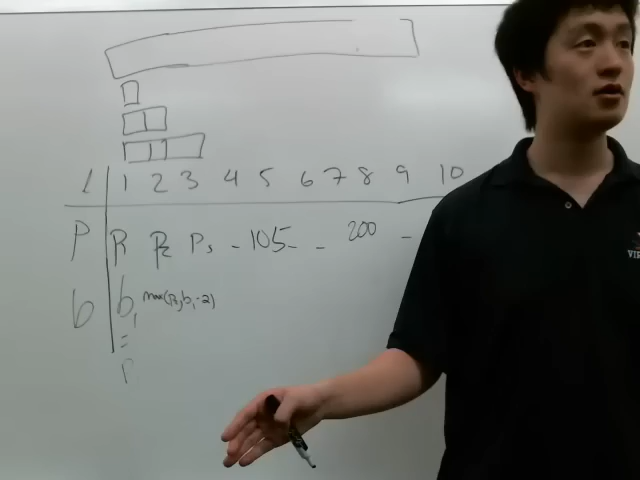 l 1 2 3 4 5 6 7 8 9 10
P P₁ P₂ P₃ - 105 - - 200 -
b b₁ max(P₂, b₁·2)
=
P
VIR